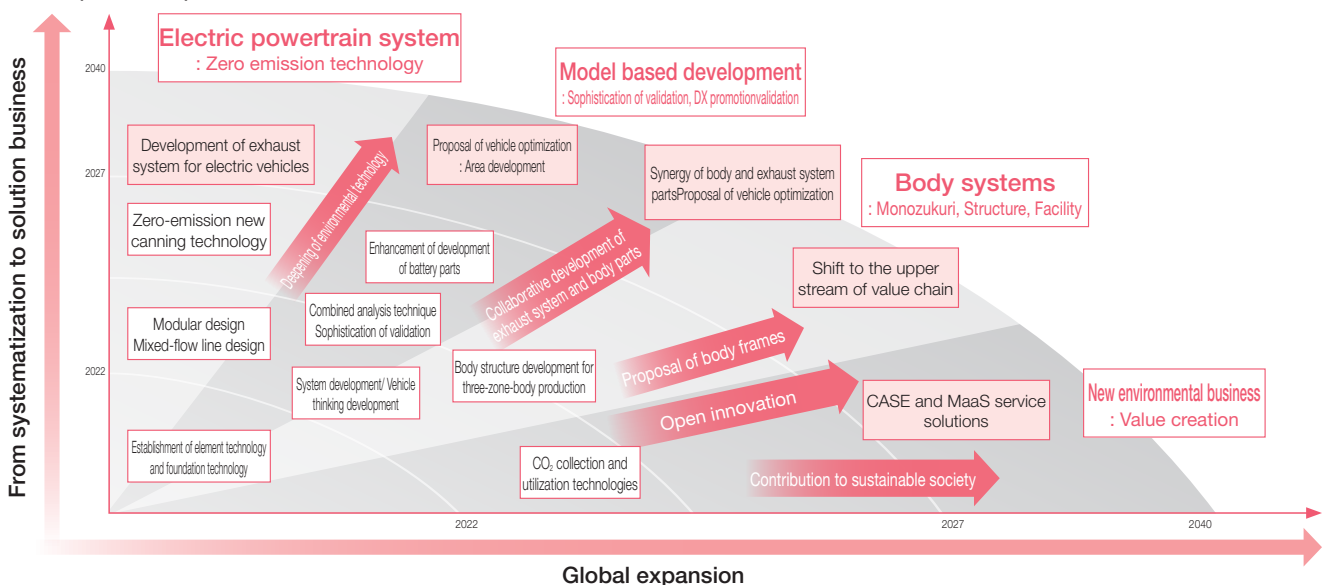 From systematization to solution business
2040
2027
2022
Electric powertrain system
: Zero emission technology
Model based development
: Sophistication of validation, DX promotionvalidation
Body systems
: Monozukuri, Structure, Facility
New environmental business
: Value creation
Development of exhaust
system for electric vehicles
Zero-emission new
canning technology
Modular design
Mixed-flow line design
Establishment of element technology
and foundation technology
Deepening of environmental technology
Proposal of vehicle optimization
: Area development
Enhancement of development
of battery parts
Combined analysis technique
Sophistication of validation
System development/ Vehicle
thinking development
Collaborative development of
exhaust system and body parts
Synergy of body and exhaust system
partsProposal of vehicle optimization
Body structure development for
three-zone-body production
Proposal of body frames
Shift to the upper
stream of value chain
Open innovation
CASE and MaaS service
solutions
CO₂ collection and
utilization technologies
Contribution to sustainable society
2022
2027
2040
Global expansion